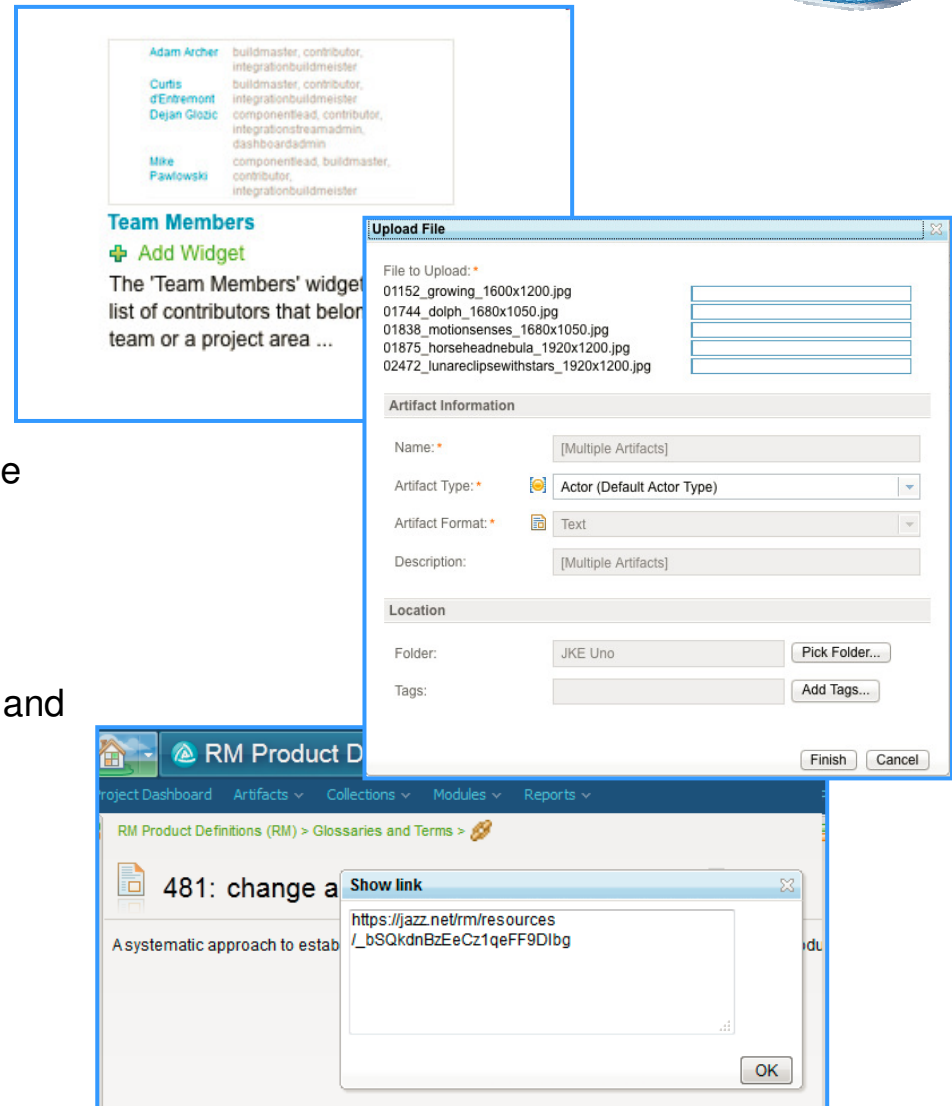 Adam Archer buildmaster, contributor,
integrationbuildmeister
Curtis buildmaster, contributor,
d'Entremont integrationbuildmeister
Dejan Glozic componentlead, contributor,
integrationstreamadmin,
dashboardadmin
Mike componentlead, buildmaster,
Pawlowski contributor,
integrationbuildmeister
Team Members
Add Widget
The 'Team Members' widget
list of contributors that belon
team or a project area ...
Upload File
File to Upload: *
01152_growing_1600x1200.jpg
01744_dolph_1680x1050.jpg
01838_motionsenses_1680x1050.jpg
01875_horseheadnebula_1920x1200.jpg
02472_lunareclipsewithstars_1920x1200.jpg
Artifact Information
Name: * [Multiple Artifacts]
Artifact Type: * Actor (Default Actor Type)
Artifact Format: * Text
Description: [Multiple Artifacts]
Location
Folder: JKE Uno Pick Folder...
Tags: Add Tags...
Finish Cancel
e
and
RM Product D
roject Dashboard Artifacts Collections Modules Reports
RM Product Definitions (RM) > Glossaries and Terms >
481: change a
Show link
https://jazz.net/rm/resources
/_bSQkdnBzEeCz1qeFF9DIbg
A systematic approach to estab
odu
OK